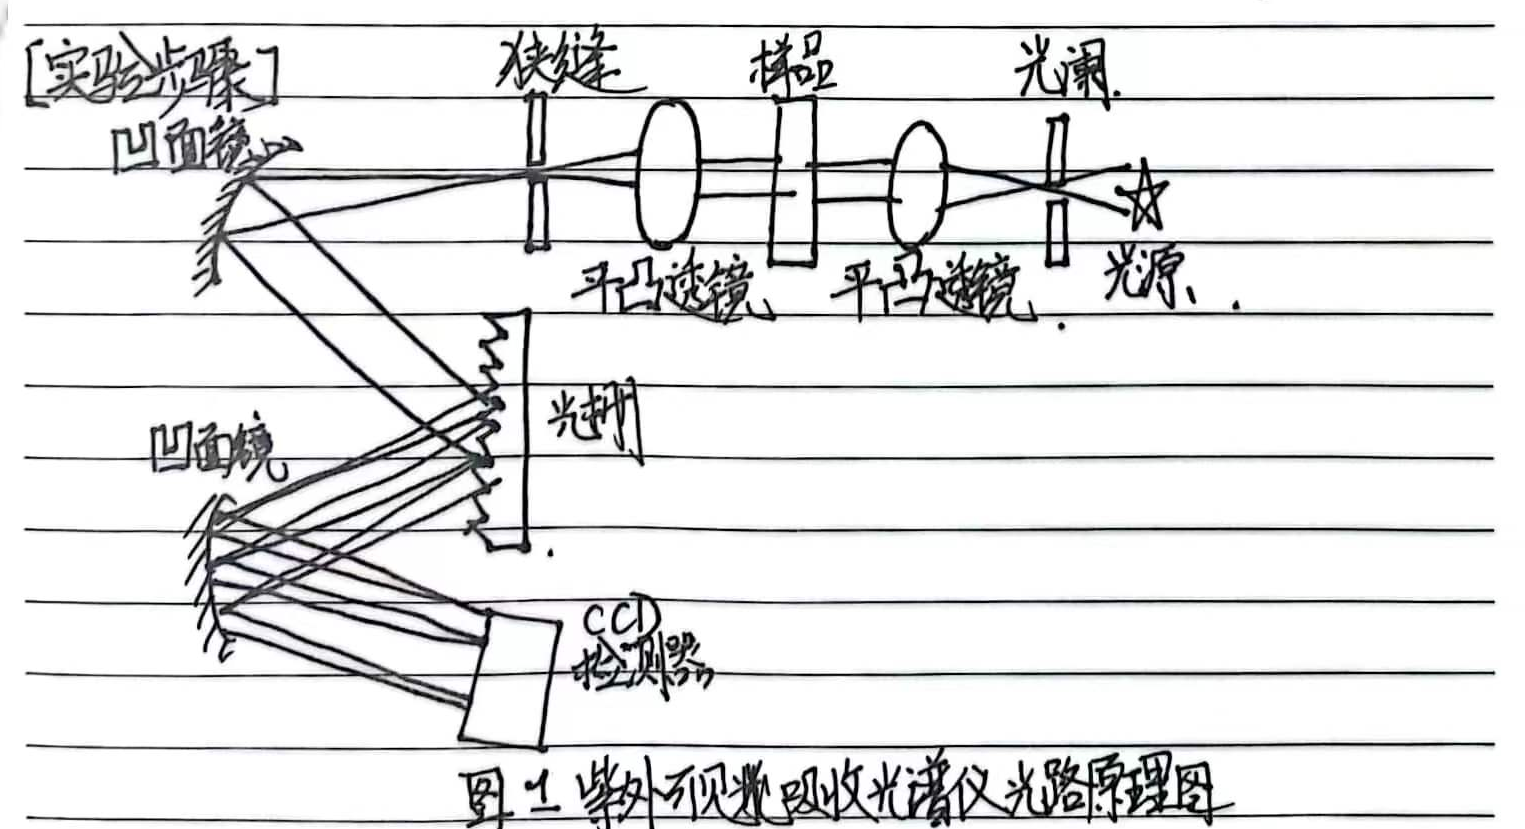 [实验步骤]
狭缝
样品
光阑.
凹面镜
平凸透镜
平凸透镜.
光源、.
光栅
凹面镜
CCD
检测器
图1 紫外可见光吸收光谱仪光路原理图